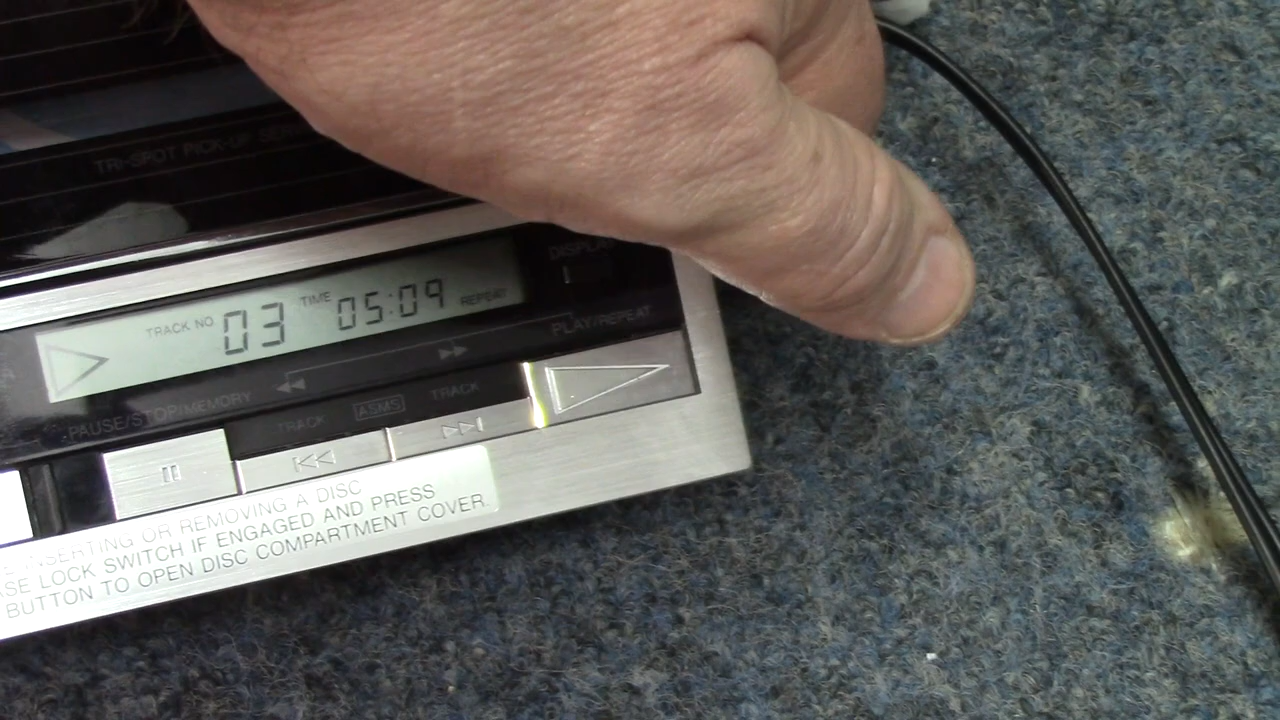 TRI-SPOT PICK-UP
DISPLAY
TRACK NO 03 TIME 05:09 REPEAT
PLAY/REPEAT
PAUSE/STOP/MEMORY
TRACK ASMS TRACK
INSERTING OR REMOVING A DISC
LOCK SWITCH IF ENGAGED AND PRESS
BUTTON TO OPEN DISC COMPARTMENT COVER.